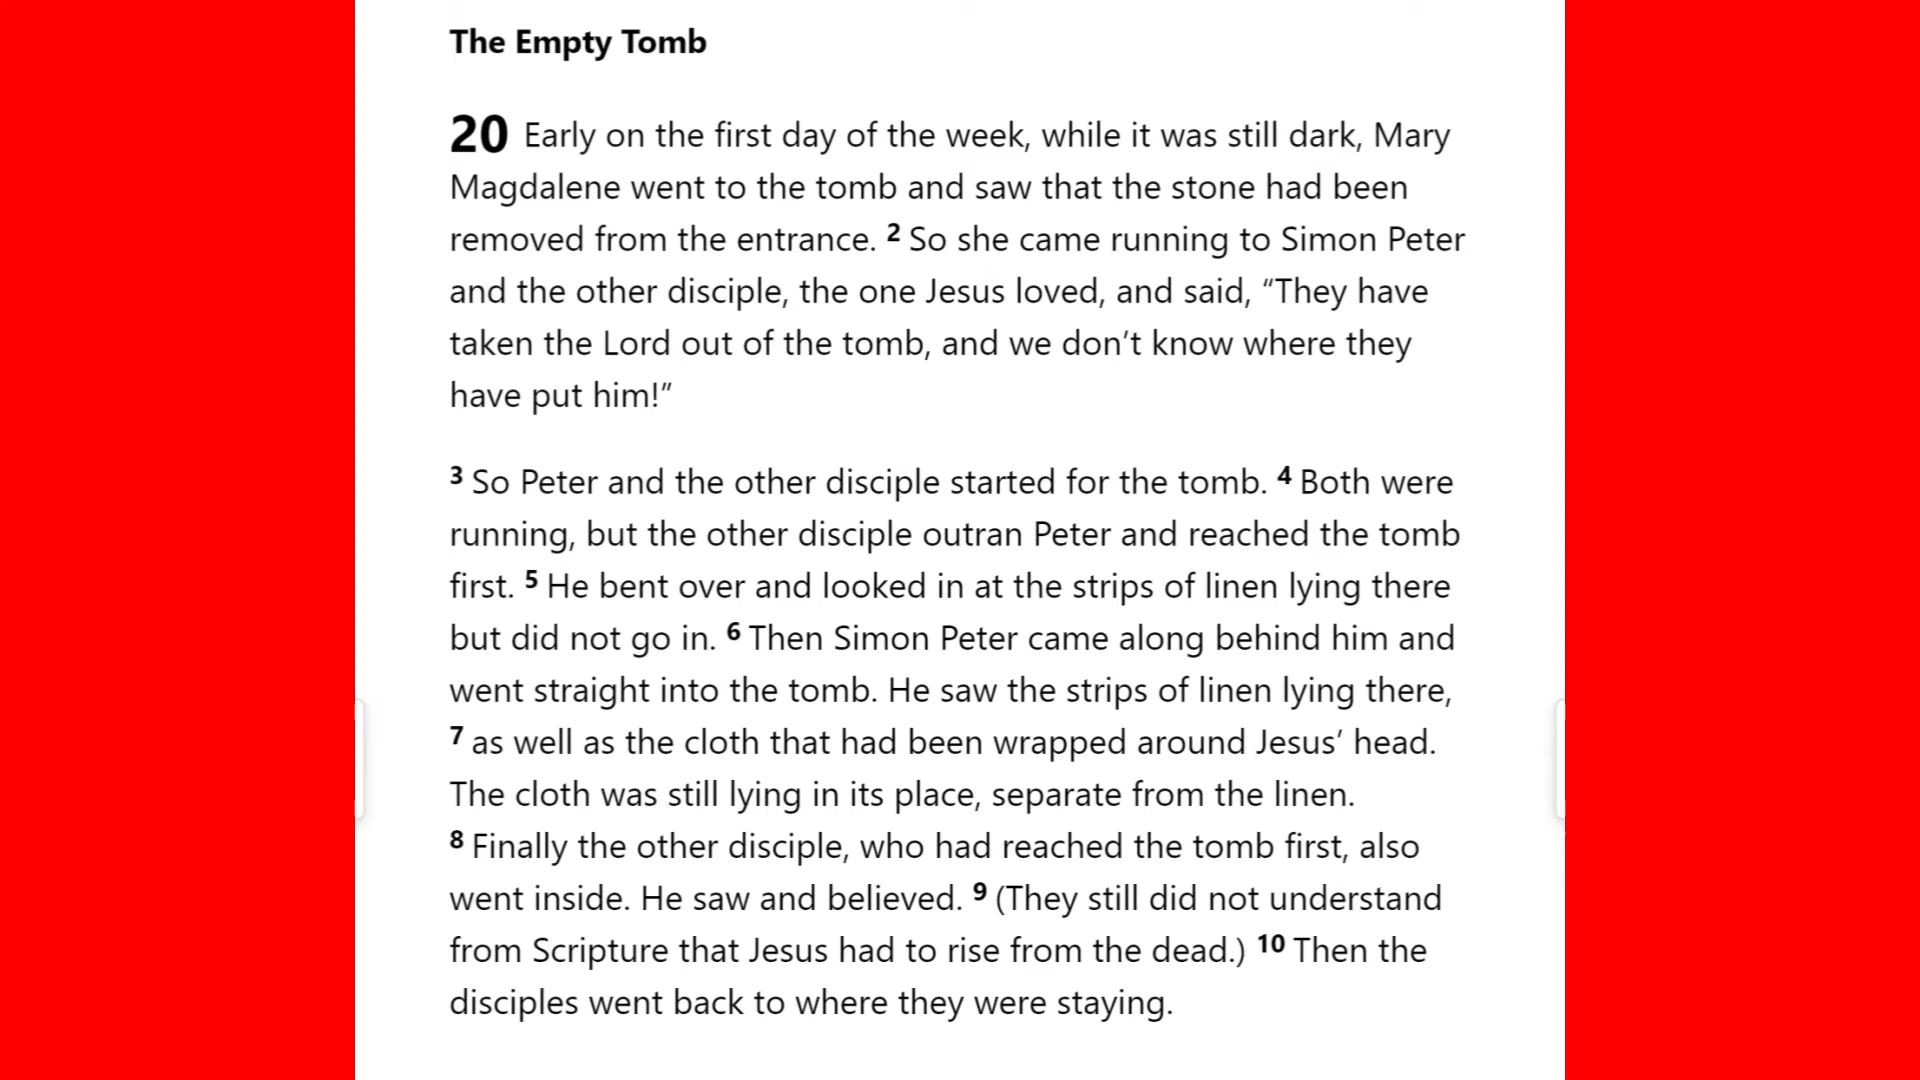 The Empty Tomb
20 Early on the first day of the week, while it was still dark, Mary
Magdalene went to the tomb and saw that the stone had been
removed from the entrance. 2 So she came running to Simon Peter
and the other disciple, the one Jesus loved, and said, “They have
taken the Lord out of the tomb, and we don’t know where they
have put him!”
3 So Peter and the other disciple started for the tomb. 4 Both were
running, but the other disciple outran Peter and reached the tomb
first. 5 He bent over and looked in at the strips of linen lying there
but did not go in. 6 Then Simon Peter came along behind him and
went straight into the tomb. He saw the strips of linen lying there,
7 as well as the cloth that had been wrapped around Jesus’ head.
The cloth was still lying in its place, separate from the linen.
8 Finally the other disciple, who had reached the tomb first, also
went inside. He saw and believed. 9 (They still did not understand
from Scripture that Jesus had to rise from the dead.) 10 Then the
disciples went back to where they were staying.